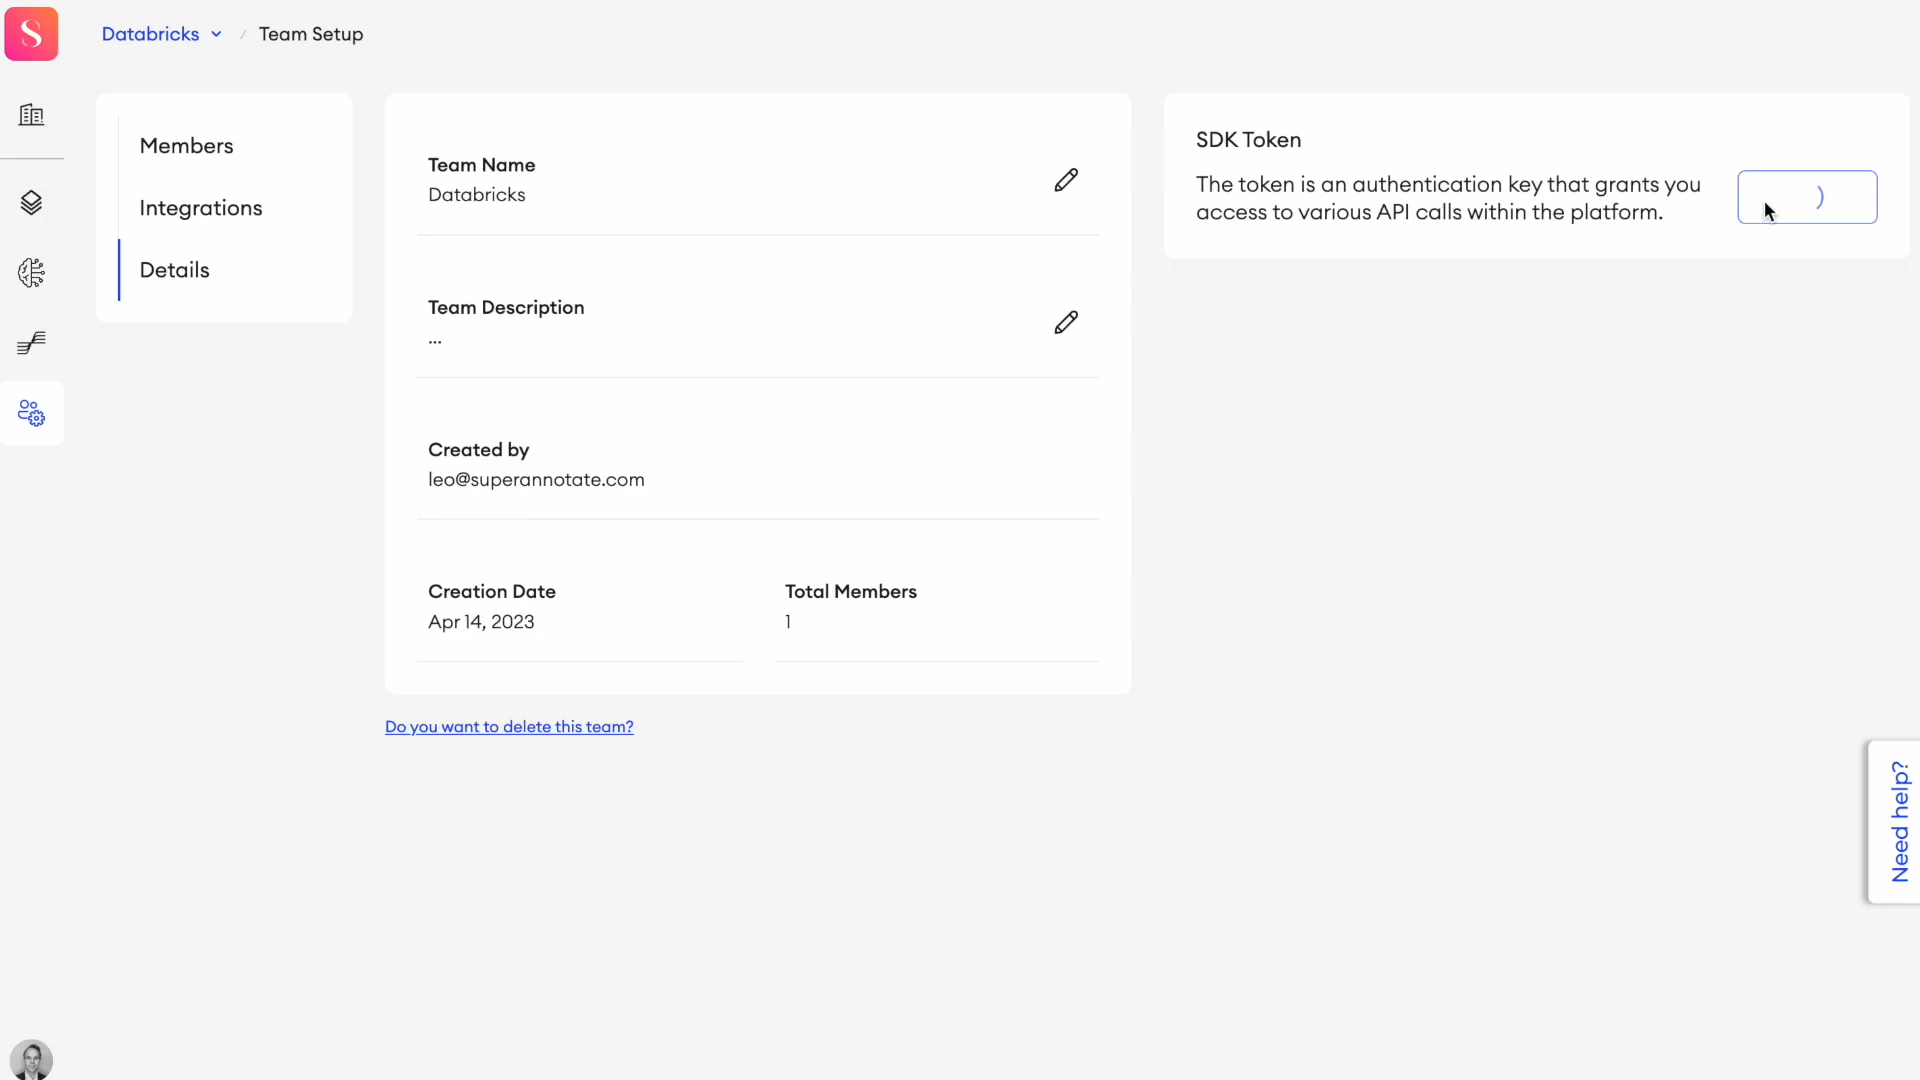 Databricks / Team Setup
Members
Integrations
Details
Team Name
Databricks
Team Description
...
Created by
leo@superannotate.com
Creation Date
Apr 14, 2023
Total Members
1
Do you want to delete this team?
SDK Token
The token is an authentication key that grants you
access to various API calls within the platform.
Need help?